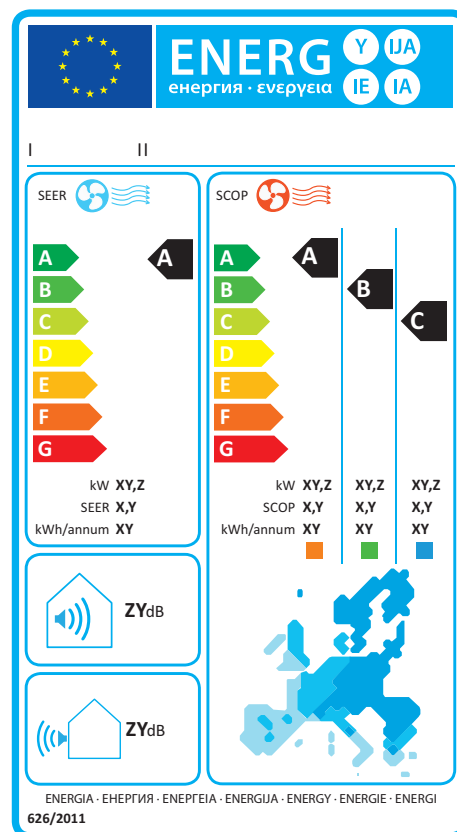 ENERG Y IJA
енергия · ενεργεια IE IA
I II
SEER
A A
B
C
D
E
F
G
kW XY,Z
SEER X,Y
kWh/annum XY
SCOP
A A
B B
C C
D
E
F
G
kW XY,Z XY,Z XY,Z
SCOP X,Y X,Y X,Y
kWh/annum XY XY XY
ZYdB
ZYdB
ENERGIA · ЕНЕРГИЯ · ΕΝΕΡΓΕΙΑ · ENERGIJA · ENERGY · ENERGIE · ENERGI
626/2011